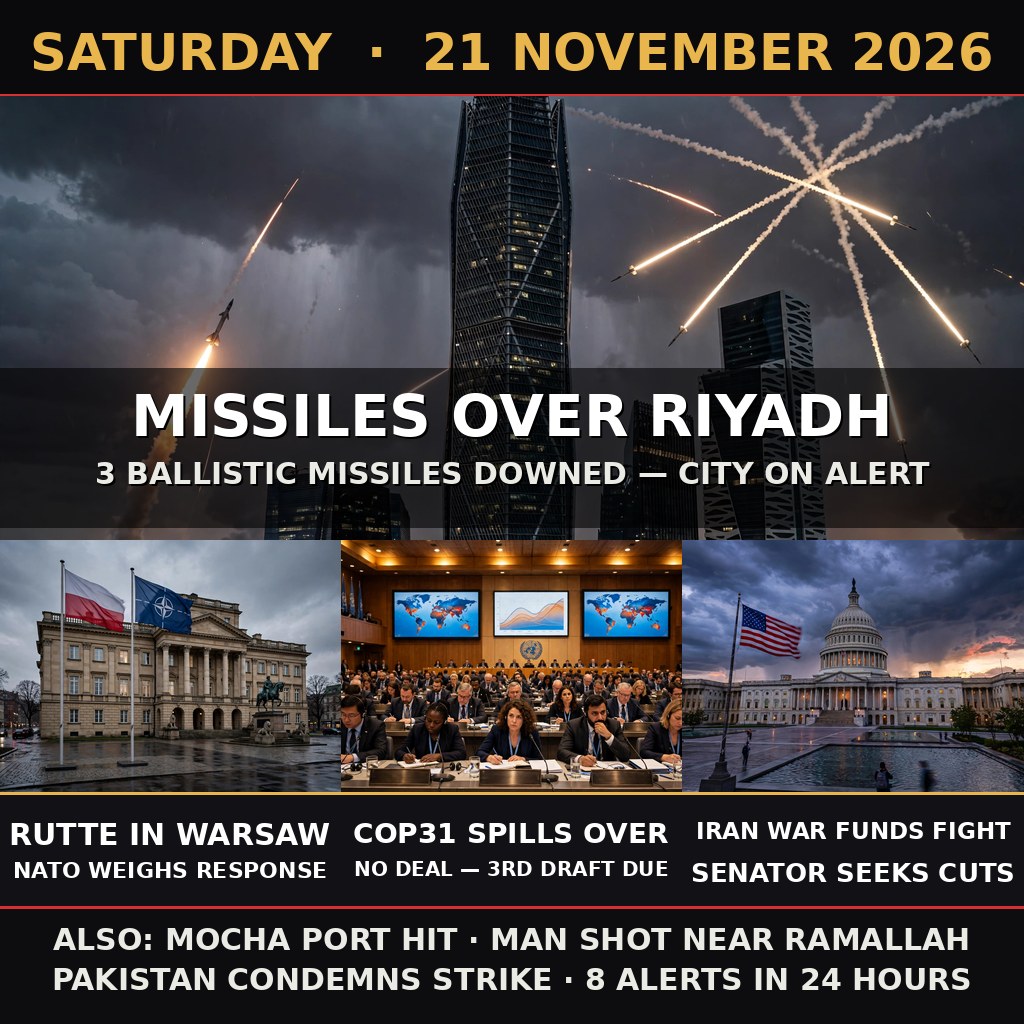 SATURDAY · 21 NOVEMBER 2026
MISSILES OVER RIYADH
3 BALLISTIC MISSILES DOWNED — CITY ON ALERT
RUTTE IN WARSAW
NATO WEIGHS RESPONSE
COP31 SPILLS OVER
NO DEAL — 3RD DRAFT DUE
IRAN WAR FUNDS FIGHT
SENATOR SEEKS CUTS
ALSO: MOCHA PORT HIT · MAN SHOT NEAR RAMALLAH
PAKISTAN CONDEMNS STRIKE · 8 ALERTS IN 24 HOURS